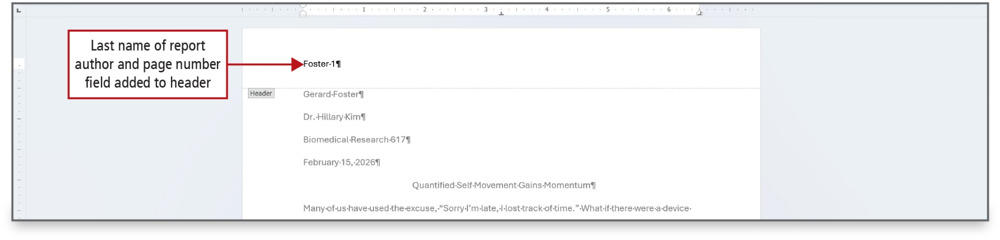 1 2 3 4 5 6
Last name of report
author and page number
field added to header
Foster·1¶
Header
Gerard·Foster¶
Dr.·Hillary·Kim¶
Biomedical·Research·617¶
February·15,·2026¶
Quantified·Self·Movement·Gains·Momentum¶
Many·of·us·have·used·the·excuse,·“Sorry·I’m·late,·I·lost·track·of·time.”·What·if·there·were·a·device·